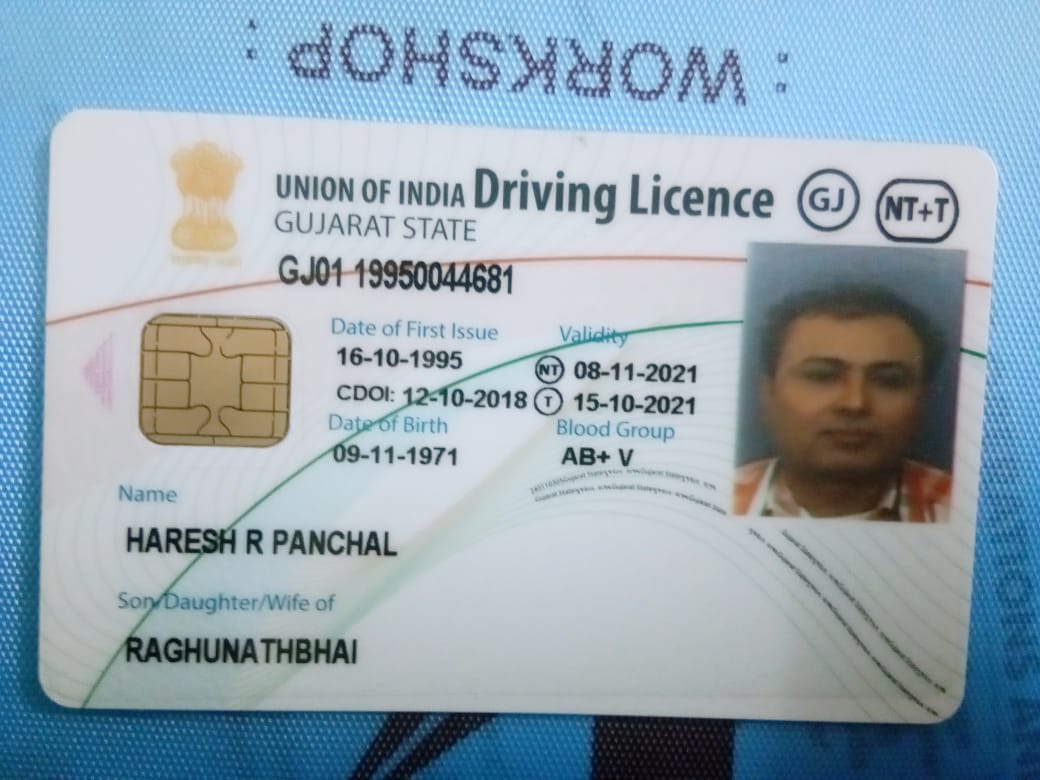 : WORKSHOP :
UNION OF INDIA Driving Licence GJ NT+T
GUJARAT STATE
GJ01 19950044681
Date of First Issue Validity
16-10-1995 NT 08-11-2021
CDOI: 12-10-2018 T 15-10-2021
Date of Birth Blood Group
09-11-1971 AB+ V
Name
HARESH R PANCHAL
Son/Daughter/Wife of
RAGHUNATHBHAI